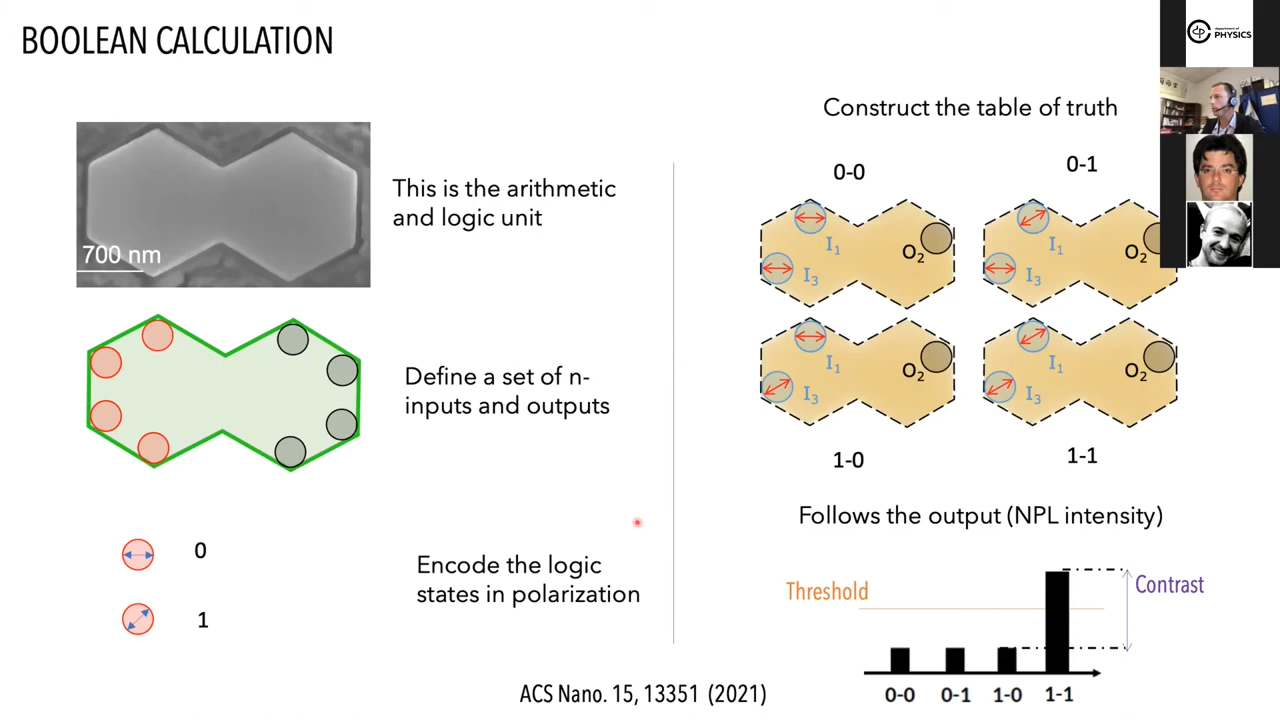 BOOLEAN CALCULATION
department of
PHYSICS
700 nm
This is the arithmetic
and logic unit
Define a set of n-
inputs and outputs
0
1
Encode the logic
states in polarization
Construct the table of truth
0-0
0-1
I1
O2
I3
I1
O2
I3
I1
O2
I3
I1
O2
I3
1-0
1-1
Follows the output (NPL intensity)
Threshold
Contrast
0-0 0-1 1-0 1-1
ACS Nano. 15, 13351 (2021)